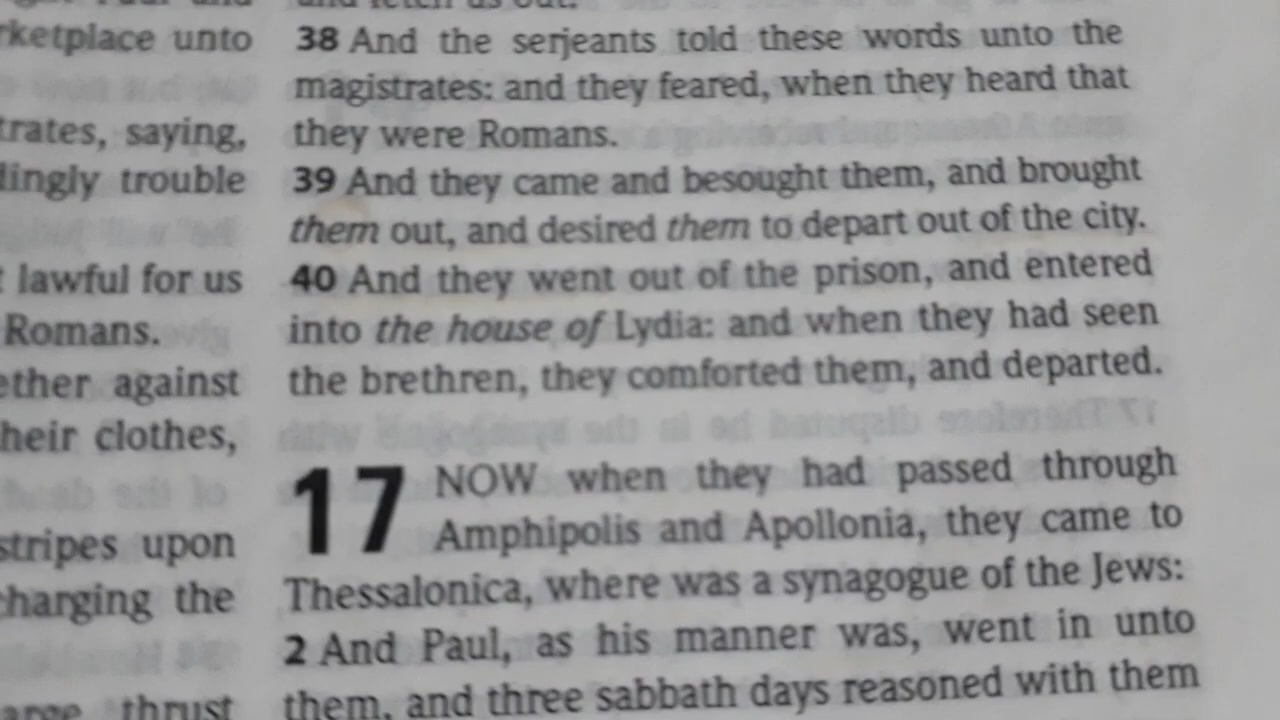 rketplace unto
trates, saying,
lingly trouble
t lawful for us
Romans.
ether against
heir clothes,
stripes upon
charging the
thrust
and fetch us out.
38 And the serjeants told these words unto the
magistrates: and they feared, when they heard that
they were Romans.
39 And they came and besought them, and brought
them out, and desired them to depart out of the city.
40 And they went out of the prison, and entered
into the house of Lydia: and when they had seen
the brethren, they comforted them, and departed.
17 NOW when they had passed through
Amphipolis and Apollonia, they came to
Thessalonica, where was a synagogue of the Jews:
2 And Paul, as his manner was, went in unto
them, and three sabbath days reasoned with them